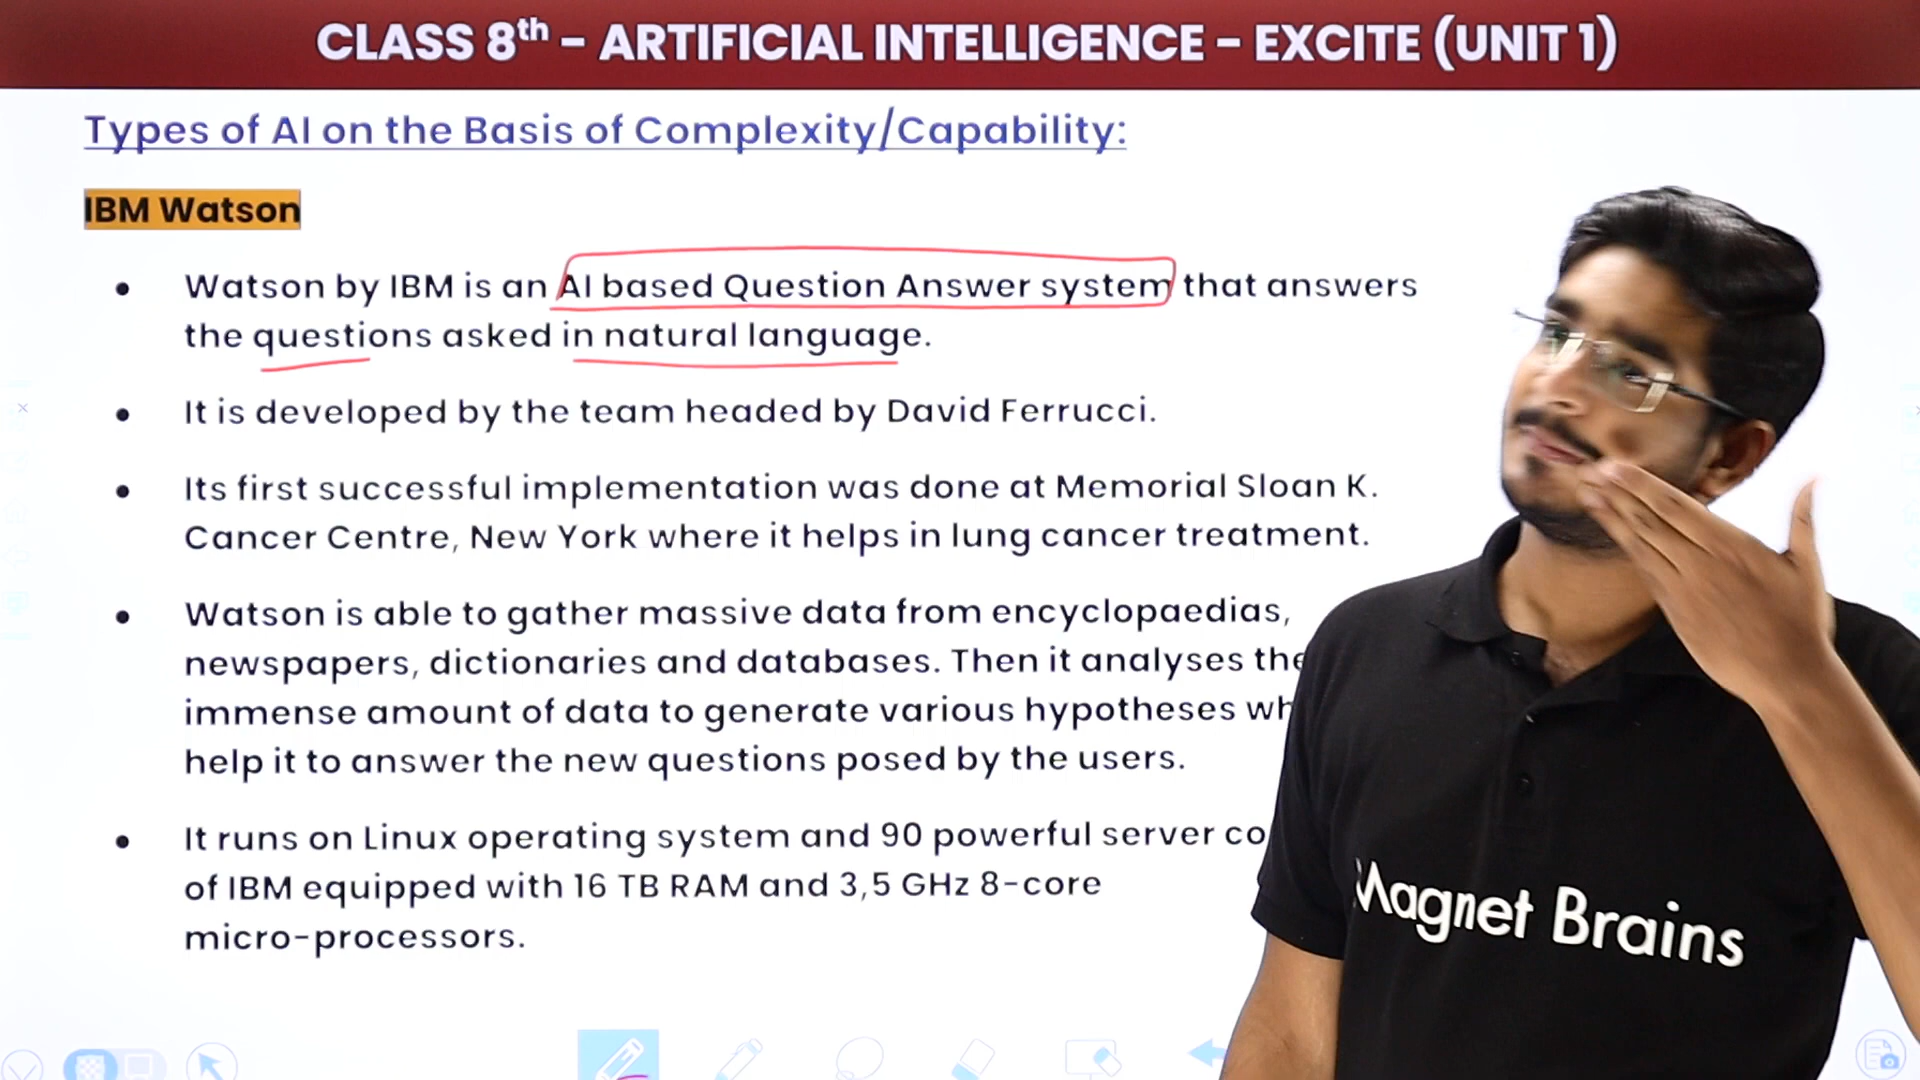 CLASS 8th - ARTIFICIAL INTELLIGENCE - EXCITE (UNIT 1)
Types of AI on the Basis of Complexity/Capability:
IBM Watson
• Watson by IBM is an AI based Question Answer system that answers
the questions asked in natural language.
• It is developed by the team headed by David Ferrucci.
• Its first successful implementation was done at Memorial Sloan K.
Cancer Centre, New York where it helps in lung cancer treatment.
• Watson is able to gather massive data from encyclopaedias,
newspapers, dictionaries and databases. Then it analyses the
immense amount of data to generate various hypotheses
help it to answer the new questions posed by the users.
• It runs on Linux operating system and 90 powerful server
of IBM equipped with 16 TB RAM and 3,5 GHz 8-core
micro-processors.
Magnet Brains